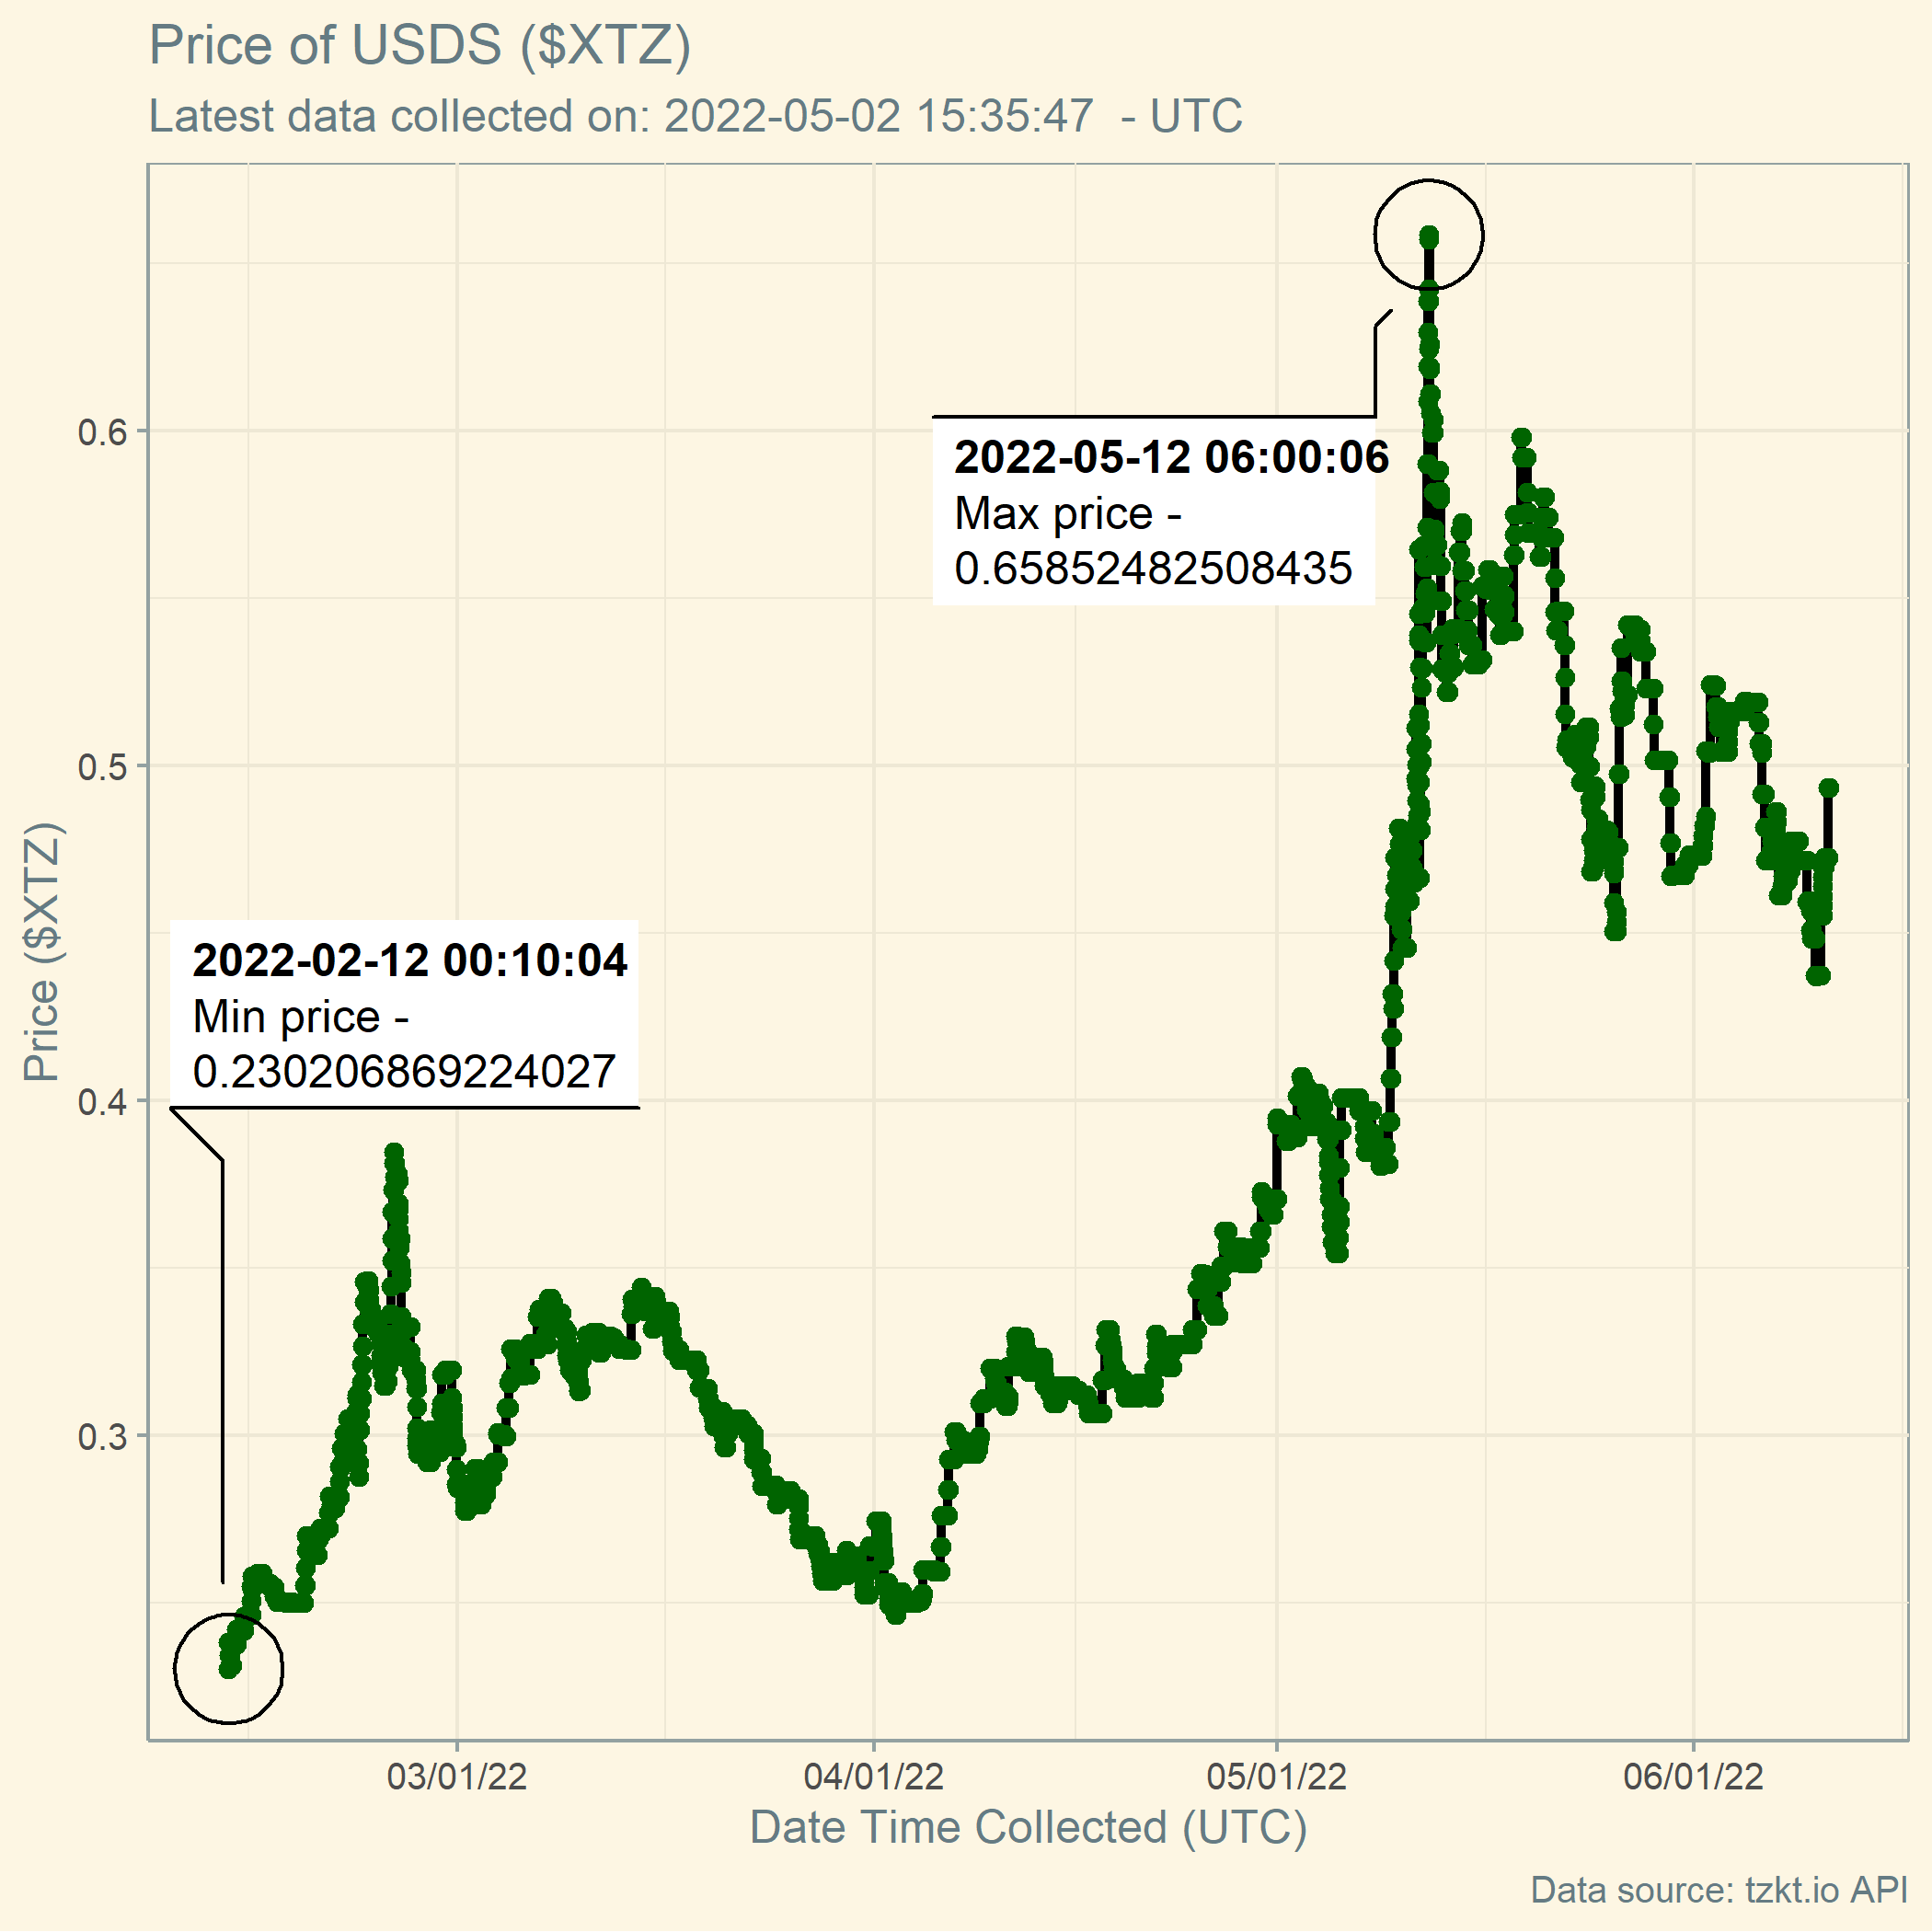 Price of USDS ($XTZ)
Latest data collected on: 2022-05-02 15:35:47  - UTC
2022-05-12 06:00:06
Max price -
0.65852482508435
2022-02-12 00:10:04
Min price -
0.230206869224027
Price ($XTZ)
0.6
0.5
0.4
0.3
03/01/22
04/01/22
05/01/22
06/01/22
Date Time Collected (UTC)
Data source: tzkt.io API